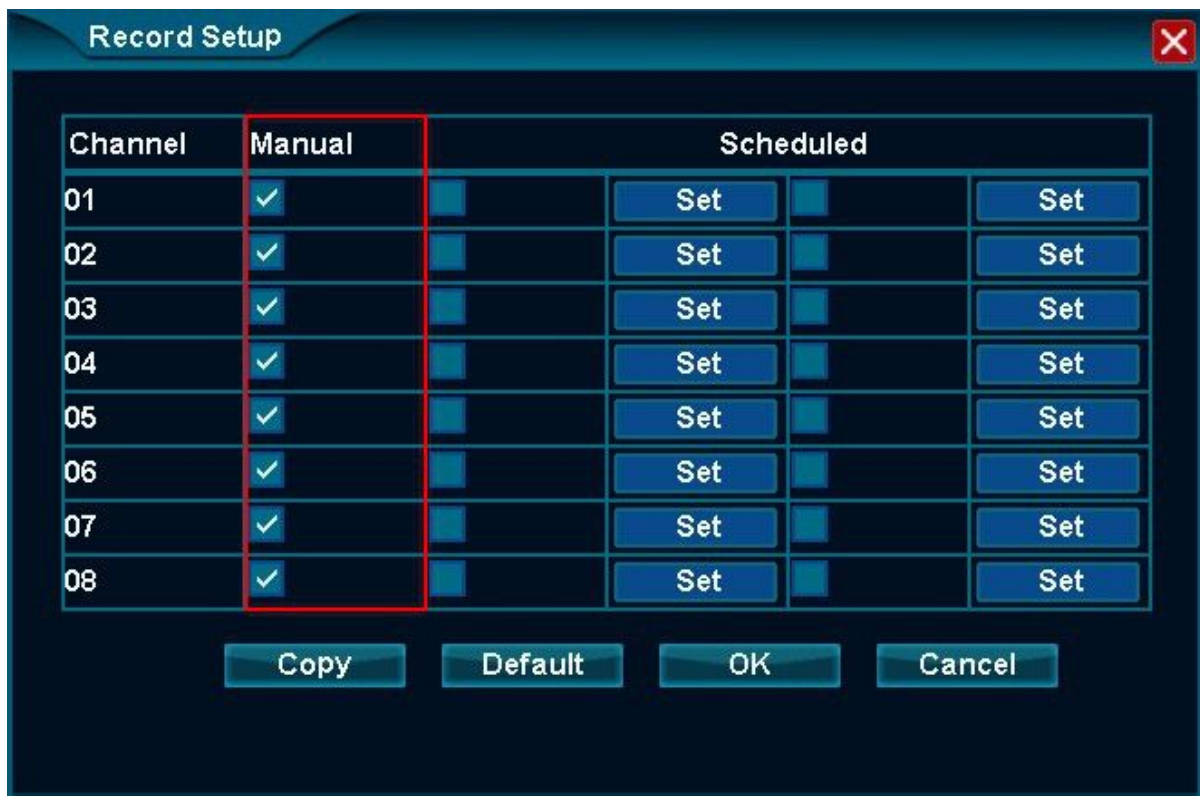 Record Setup
Channel Manual Scheduled
01 Set Set
02 Set Set
03 Set Set
04 Set Set
05 Set Set
06 Set Set
07 Set Set
08 Set Set
Copy Default OK Cancel